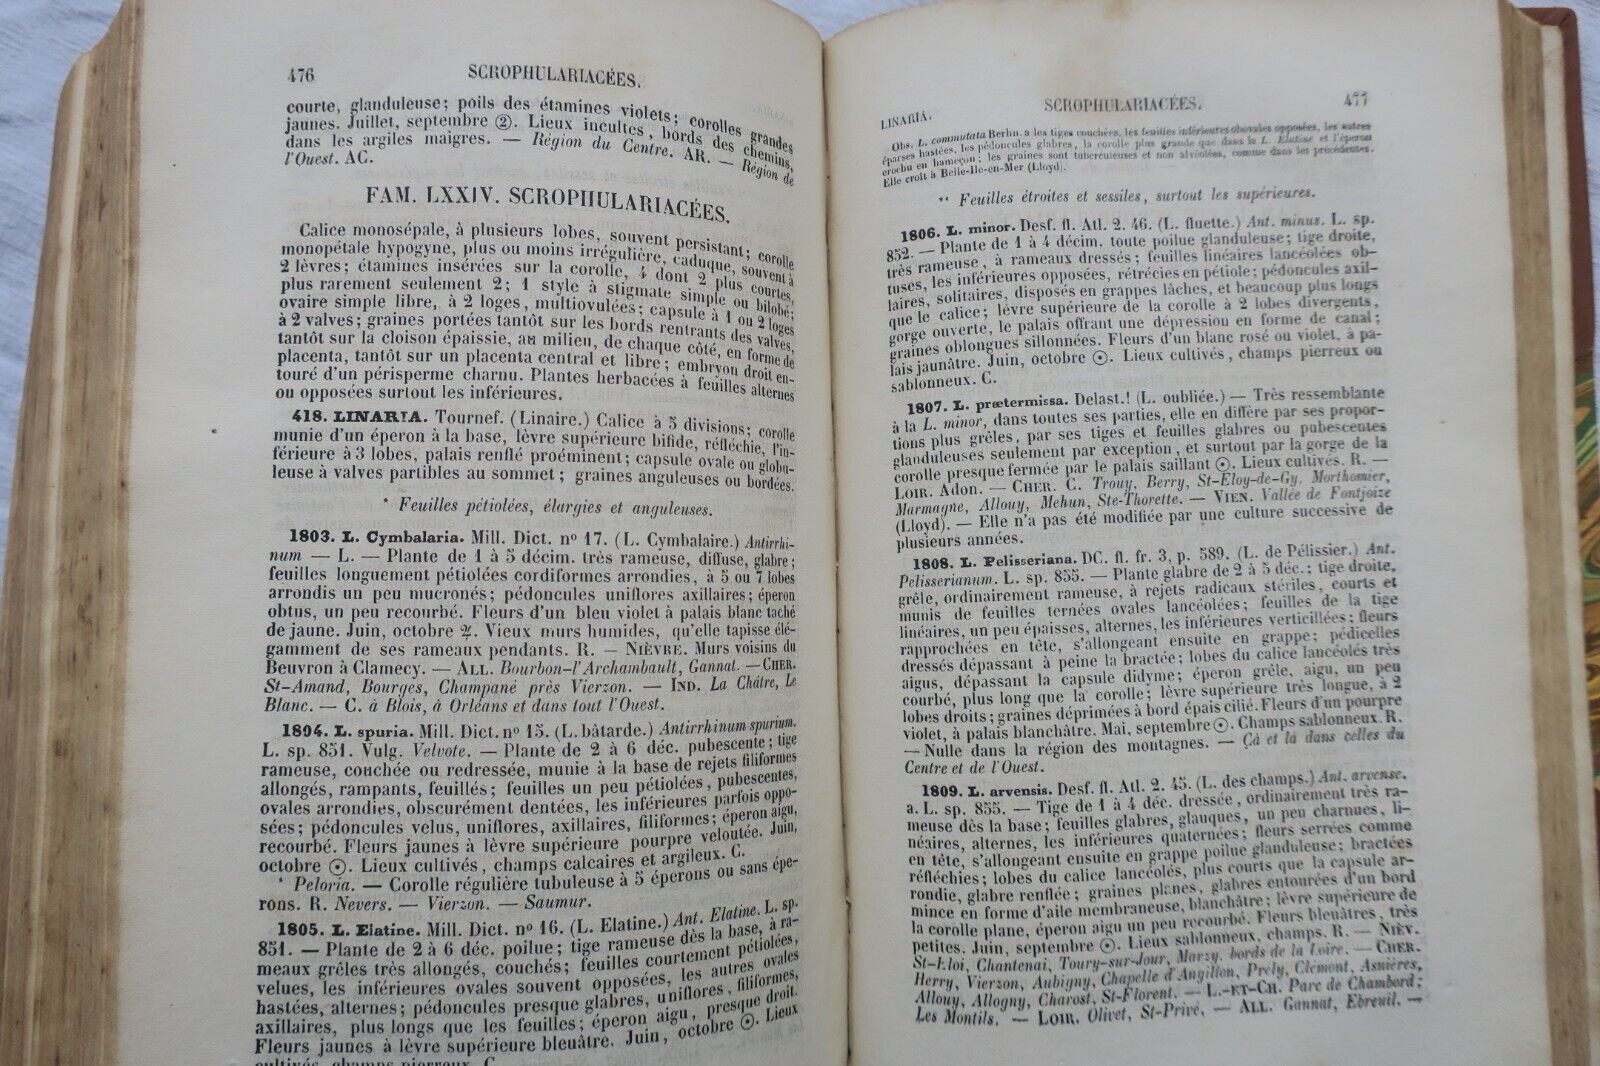 476 SCROPHULARIACÉES.
courte, glanduleuse; poils des étamines violets; corolles grandes
jaunes. Juillet, septembre ②. Lieux incultes, bords des chemins,
dans les argiles maigres. — Région du Centre. AR. — Région de
l'Ouest. AC.
FAM. LXXIV. SCROPHULARIACÉES.
Calice monosépale, à plusieurs lobes, souvent persistant; corolle
monopétale hypogyne, plus ou moins irrégulière, caduque, souvent à
2 lèvres; étamines insérées sur la corolle, 4 dont 2 plus courtes,
plus rarement seulement 2; 1 style à stigmate simple ou bilobé;
ovaire simple libre, à 2 loges, multiovulées; capsule à 1 ou 2 loges
à 2 valves; graines portées tantôt sur les bords rentrants des valves,
tantôt sur la cloison épaissie, au milieu, de chaque côté, en forme de
placenta, tantôt sur un placenta central et libre; embryon droit en-
touré d'un périsperme charnu. Plantes herbacées à feuilles alternes
ou opposées surtout les inférieures.
418. LINARIA. Tournef. (Linaire.) Calice à 5 divisions; corolle
munie d'un éperon à la base, lèvre supérieure bifide, réfléchie, l'in-
férieure à 3 lobes, palais renflé proéminent; capsule ovale ou globu-
leuse à valves partibles au sommet; graines anguleuses ou bordées.
* Feuilles pétiolées, élargies et anguleuses.
1803. L. Cymbalaria. Mill. Dict. n° 17. (L. Cymbalaire.) Antirrhi-
num — L. — Plante de 1 à 5 décim. très rameuse, diffuse, glabre;
feuilles longuement pétiolées cordiformes arrondies, à 5 ou 7 lobes
arrondis un peu mucronés; pédoncules uniflores axillaires; éperon
obtus, un peu recourbé. Fleurs d'un bleu violet à palais blanc taché
de jaune. Juin, octobre ♃. Vieux murs humides, qu'elle tapisse élé-
gamment de ses rameaux pendants. R. — NIÈVRE. Murs voisins du
Beuvron à Clamecy. — ALL. Bourbon-l'Archambault, Gannat. — CHER.
St-Amand, Bourges, Champané près Vierzon. — IND. La Châtre, Le
Blanc. — C. à Blois, à Orléans et dans tout l'Ouest.
1804. L. spuria. Mill. Dict. n° 15. (L. bâtarde.) Antirrhinum spurium.
L. sp. 851. Vulg. Velvote. — Plante de 2 à 6 déc. pubescente; tige
rameuse, couchée ou redressée, munie à la base de rejets filiformes
allongés, rampants, feuillés; feuilles un peu pétiolées, pubescentes,
ovales arrondies, obscurément dentées, les inférieures parfois oppo-
sées; pédoncules velus, uniflores, axillaires, filiformes; éperon aigu,
recourbé. Fleurs jaunes à lèvre supérieure pourpre veloutée. Juin,
octobre ⊙. Lieux cultivés, champs calcaires et argileux. C.
* Peloria. — Corolle régulière tubuleuse à 5 éperons ou sans épe-
rons. R. Nevers. — Vierzon. — Saumur.
1805. L. Elatine. Mill. Dict. n° 16. (L. Elatine.) Ant. Elatine. L. sp.
851. — Plante de 2 à 6 déc. poilue; tige rameuse dès la base, à ra-
meaux grêles très allongés, couchés; feuilles courtement pétiolées,
velues, les inférieures ovales souvent opposées, les autres ovales
hastées, alternes; pédoncules presque glabres, uniflores, filiformes,
axillaires, plus longs que les feuilles; éperon aigu, presque droit.
Fleurs jaunes à lèvre supérieure bleuâtre. Juin, octobre ⊙. Lieux
cultivés, champs pierreux. C.
LINARIA. SCROPHULARIACÉES. 477
Obs. L. commutata Bernh. a les tiges couchées, les feuilles inférieures obovales opposées, les autres
éparses hastées, les pédoncules glabres, la corolle plus grande que dans la L. Elatine et l'éperon
crochu en hameçon; les graines sont tuberculeuses et non alvéolées, comme dans les précédentes.
Elle croît à Belle-Ile-en-Mer (Lloyd).
** Feuilles étroites et sessiles, surtout les supérieures.
1806. L. minor. Desf. fl. Atl. 2. 46. (L. fluette.) Ant. minus. L. sp.
852. — Plante de 1 à 4 décim. toute poilue glanduleuse; tige droite,
très rameuse, à rameaux dressés; feuilles linéaires lancéolées ob-
tuses, les inférieures opposées, rétrécies en pétiole; pédoncules axil-
laires, solitaires, disposés en grappes lâches, et beaucoup plus longs
que le calice; lèvre supérieure de la corolle à 2 lobes divergents,
gorge ouverte, le palais offrant une dépression en forme de canal;
graines oblongues sillonnées. Fleurs d'un blanc rosé ou violet, à pa-
lais jaunâtre. Juin, octobre ⊙. Lieux cultivés, champs pierreux ou
sablonneux. C.
1807. L. prætermissa. Delast.! (L. oubliée.) — Très ressemblante
à la L. minor, dans toutes ses parties, elle en diffère par ses propor-
tions plus grêles, par ses tiges et feuilles glabres ou pubescentes
glanduleuses seulement par exception, et surtout par la gorge de la
corolle presque fermée par le palais saillant ⊙. Lieux cultivés. R. —
LOIR. Adon. — CHER. C. Trouy, Berry, St-Eloy-de-Gy, Morthomier,
Marmagne, Allouy, Mehun, Ste-Thorette. — VIEN. Vallée de Fontjoize
(Lloyd). — Elle n'a pas été modifiée par une culture successive de
plusieurs années.
1808. L. Pelisseriana. DC. fl. fr. 3, p. 589. (L. de Pélissier.) Ant.
Pelisserianum. L. sp. 855. — Plante glabre de 2 à 5 déc.; tige droite,
grêle, ordinairement rameuse, à rejets radicaux stériles, courts et
munis de feuilles ternées ovales lancéolées; feuilles de la tige
linéaires, un peu épaisses, alternes, les inférieures verticillées; fleurs
rapprochées en tête, s'allongeant ensuite en grappe; pédicelles
dressés dépassant à peine la bractée; lobes du calice lancéolés très
aigus, dépassant la capsule didyme; éperon grêle, aigu, un peu
courbé, plus long que la corolle; lèvre supérieure très longue, à 2
lobes droits; graines déprimées à bord épais cilié. Fleurs d'un pourpre
violet, à palais blanchâtre. Mai, septembre ⊙. Champs sablonneux. R.
— Nulle dans la région des montagnes. — Çà et là dans celles du
Centre et de l'Ouest.
1809. L. arvensis. Desf. fl. Atl. 2. 45. (L. des champs.) Ant. arvense.
a. L. sp. 855. — Tige de 1 à 4 déc. dressée, ordinairement très ra-
meuse dès la base; feuilles glabres, glauques, un peu charnues, li-
néaires, alternes, les inférieures quaternées; fleurs serrées comme
en tête, s'allongeant ensuite en grappe poilue glanduleuse; bractées
réfléchies; lobes du calice lancéolés, plus courts que la capsule ar-
rondie, glabre renflée; graines planes, glabres entourées d'un bord
mince en forme d'aile membraneuse, blanchâtre; lèvre supérieure de
la corolle plane, éperon aigu un peu recourbé. Fleurs bleuâtres, très
petites. Juin, septembre ⊙. Lieux sablonneux, champs. R. — NIÈV.
St-Eloi, Chantenai, Toury-sur-Jour, Marzy, bords de la Loire. — CHER.
Herry, Vierzon, Aubigny, Chapelle d'Angillon, Prely, Clémont, Asnières,
Allouy, Allogny, Charost, St-Florent. — L.-ET-CH. Parc de Chambord;
Les Montils. — LOIR. Olivet, St-Privé. — ALL. Gannat, Ebreuil. —